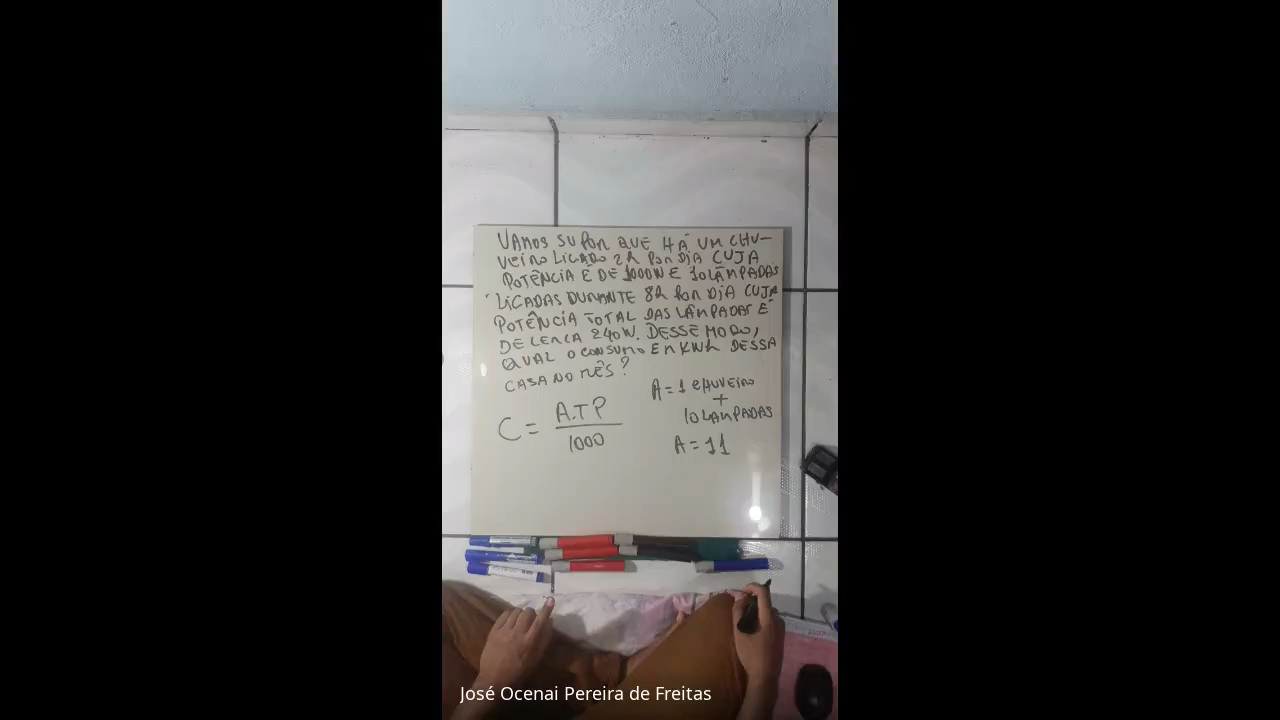 VAMOS SUPOR QUE HÁ UM CHU-
VEIRO LIGADO 2h POR DIA CUJA
POTÊNCIA É DE 1000W E 10 LÂMPADAS
LIGADAS DURANTE 8h POR DIA CUJA
POTÊNCIA TOTAL DAS LÂMPADAS É
DE CERCA 240W. DESSE MODO,
QUAL O CONSUMO EM KWh DESSA
CASA NO MÊS?
A = 1 CHUVEIRO
+
10 LAMPADAS
A = 11
C = A.T P
1000
José Ocenai Pereira de Freitas